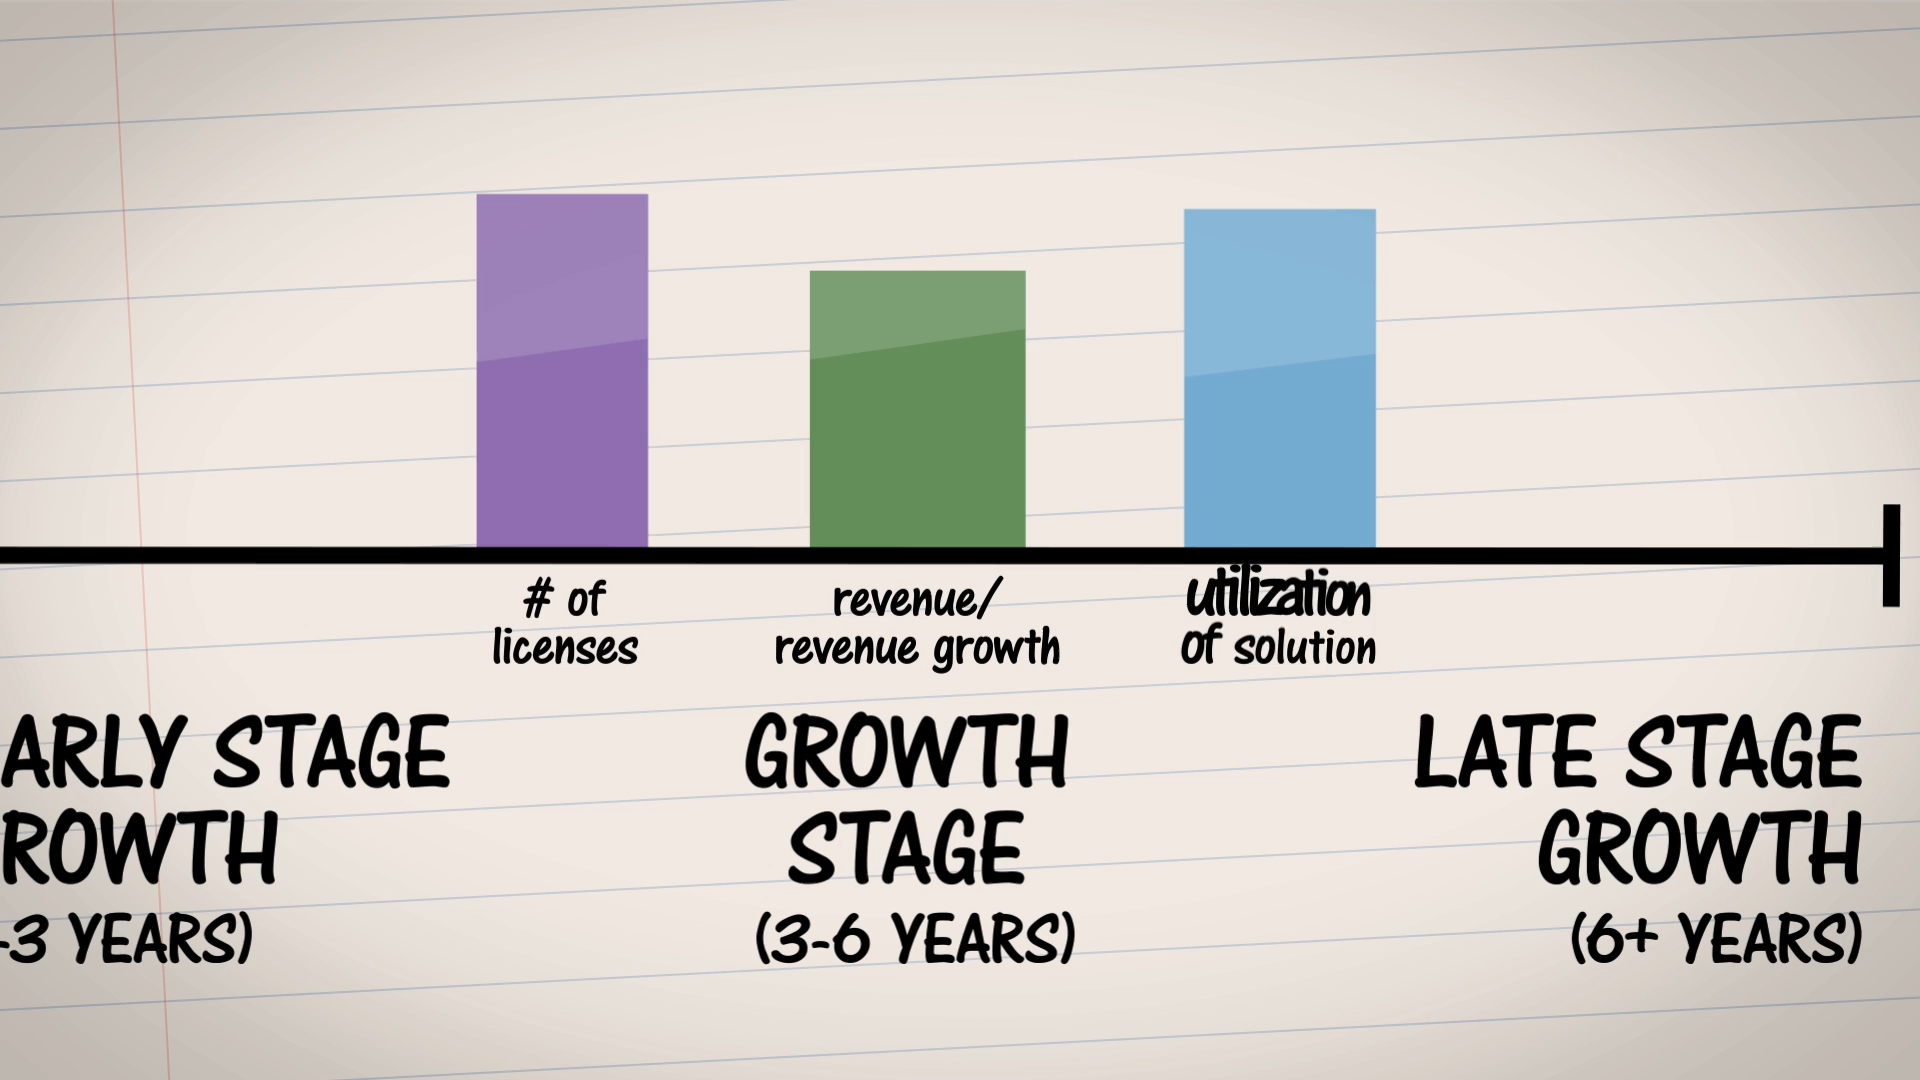 # of
licenses
revenue/
revenue growth
utilization
of solution
ARLY STAGE
ROWTH
-3 YEARS)
GROWTH
STAGE
(3-6 YEARS)
LATE STAGE
GROWTH
(6+ YEARS)